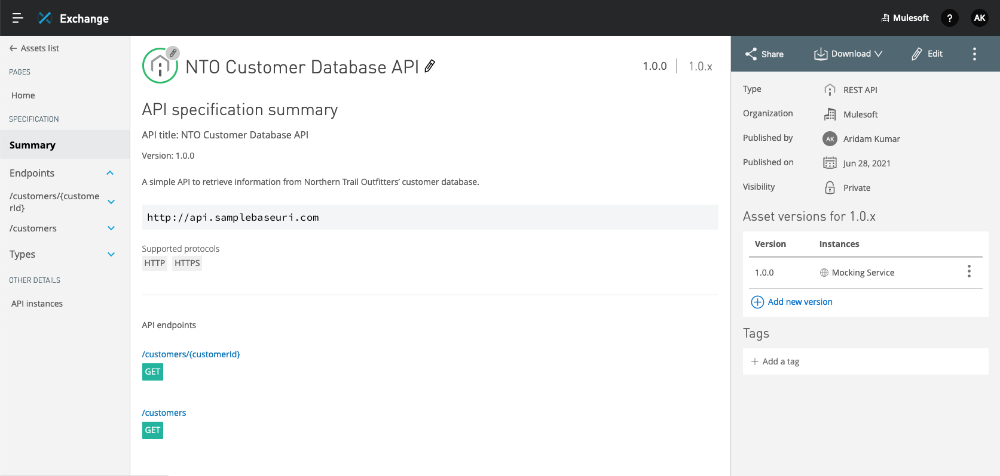 Exchange
Mulesoft
?
AK
Assets list
PAGES
Home
SPECIFICATION
Summary
Endpoints
/customers/{custome
rId}
/customers
Types
OTHER DETAILS
API instances
NTO Customer Database API
1.0.0
1.0.x
API specification summary
API title: NTO Customer Database API
Version: 1.0.0
A simple API to retrieve information from Northern Trail Outfitters’ customer database.
http://api.samplebaseuri.com
Supported protocols
HTTP HTTPS
API endpoints
/customers/{customerId}
GET
/customers
GET
Share
Download
Edit
Type REST API
Organization Mulesoft
Published by AK Aridam Kumar
Published on Jun 28, 2021
Visibility Private
Asset versions for 1.0.x
Version Instances
1.0.0 Mocking Service
Add new version
Tags
Add a tag